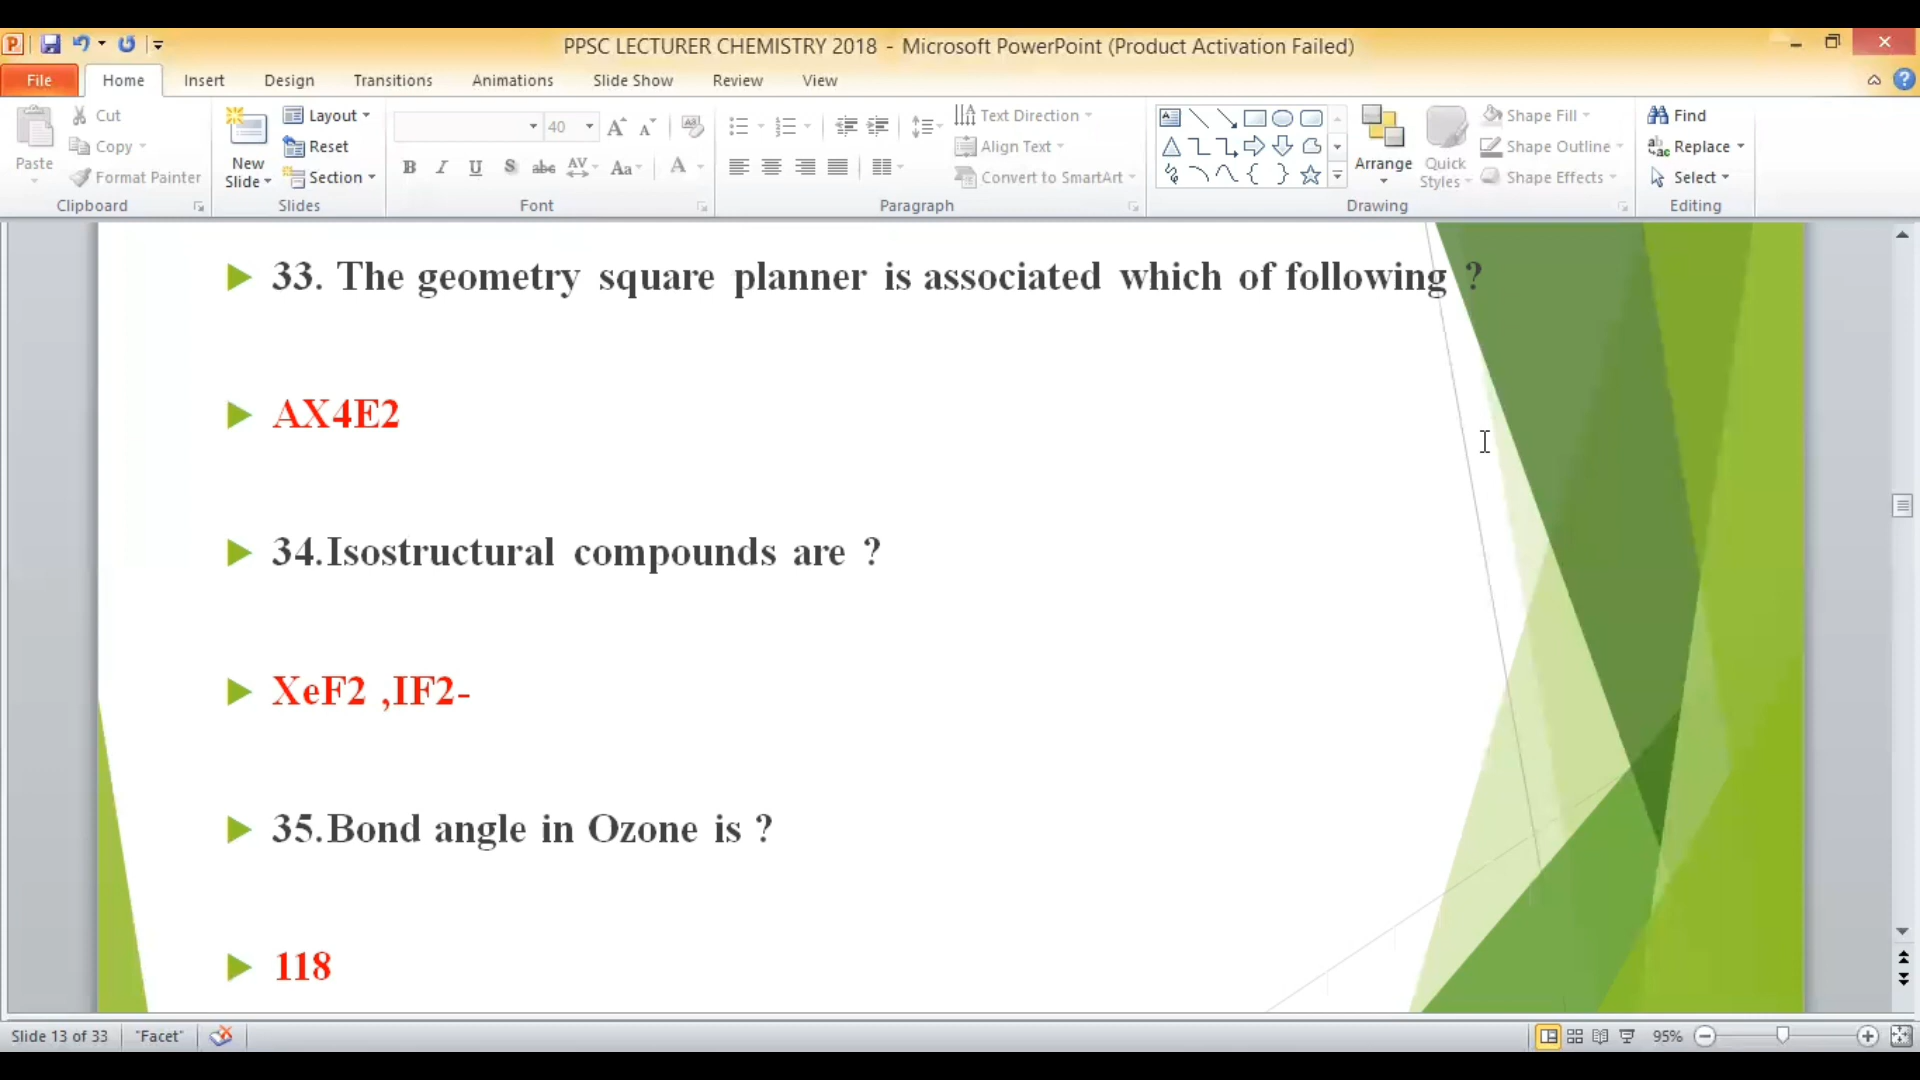 PPSC LECTURER CHEMISTRY 2018 - Microsoft PowerPoint (Product Activation Failed)
File Home Insert Design Transitions Animations Slide Show Review View
Paste
Cut
Copy
Format Painter
Clipboard
New Slide
Layout
Reset
Section
Slides
40
B I U S abc AV Aa A
Font
Text Direction
Align Text
Convert to SmartArt
Paragraph
Arrange
Quick Styles
Shape Fill
Shape Outline
Shape Effects
Drawing
Find
Replace
Select
Editing
33. The geometry square planner is associated which of following ?
AX4E2
34.Isostructural compounds are ?
XeF2 ,IF2-
35.Bond angle in Ozone is ?
118
Slide 13 of 33 "Facet" 95%